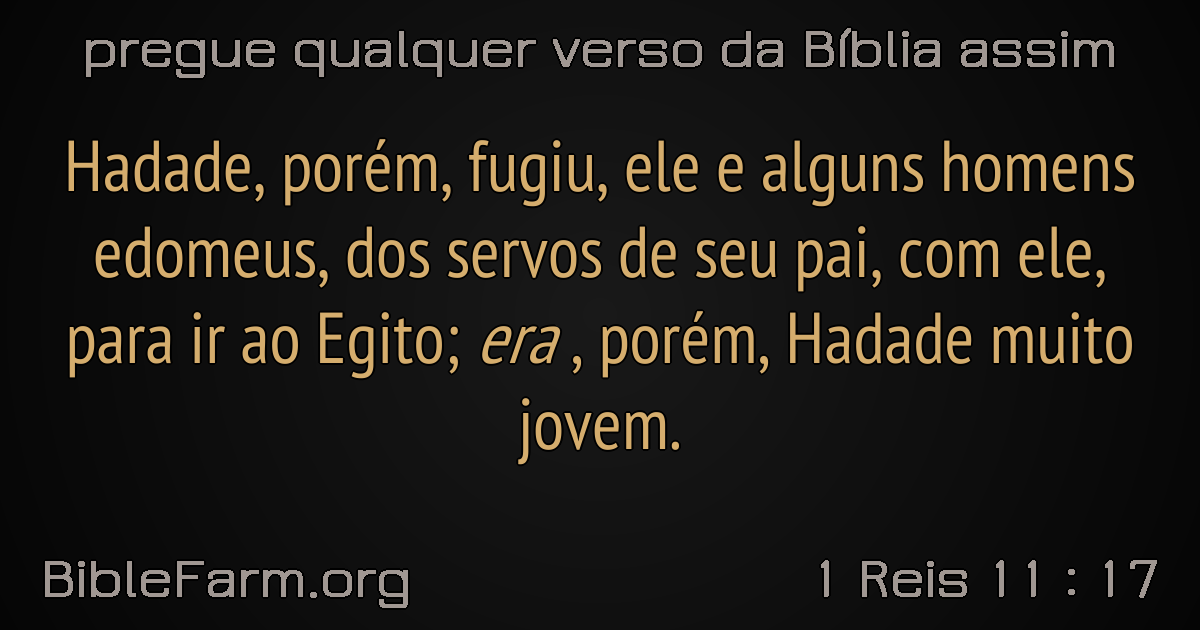 pregue qualquer verso da Bíblia assim
Hadade, porém, fugiu, ele e alguns homens
edomeus, dos servos de seu pai, com ele,
para ir ao Egito; era , porém, Hadade muito
jovem.
BibleFarm.org
1 Reis 11 : 17